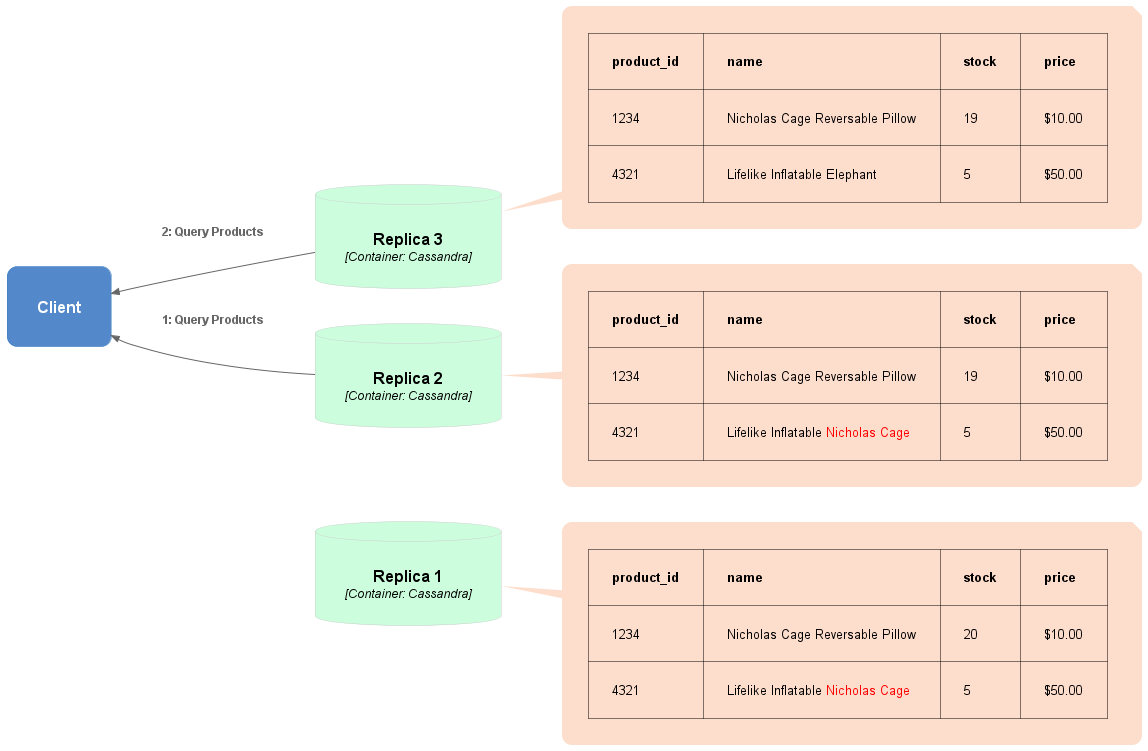 product_id name stock price
1234 Nicholas Cage Reversable Pillow 19 $10.00
4321 Lifelike Inflatable Elephant 5 $50.00
2: Query Products
Replica 3
[Container: Cassandra]
Client
1: Query Products
Replica 2
[Container: Cassandra]
product_id name stock price
1234 Nicholas Cage Reversable Pillow 19 $10.00
4321 Lifelike Inflatable Nicholas Cage 5 $50.00
Replica 1
[Container: Cassandra]
product_id name stock price
1234 Nicholas Cage Reversable Pillow 20 $10.00
4321 Lifelike Inflatable Nicholas Cage 5 $50.00